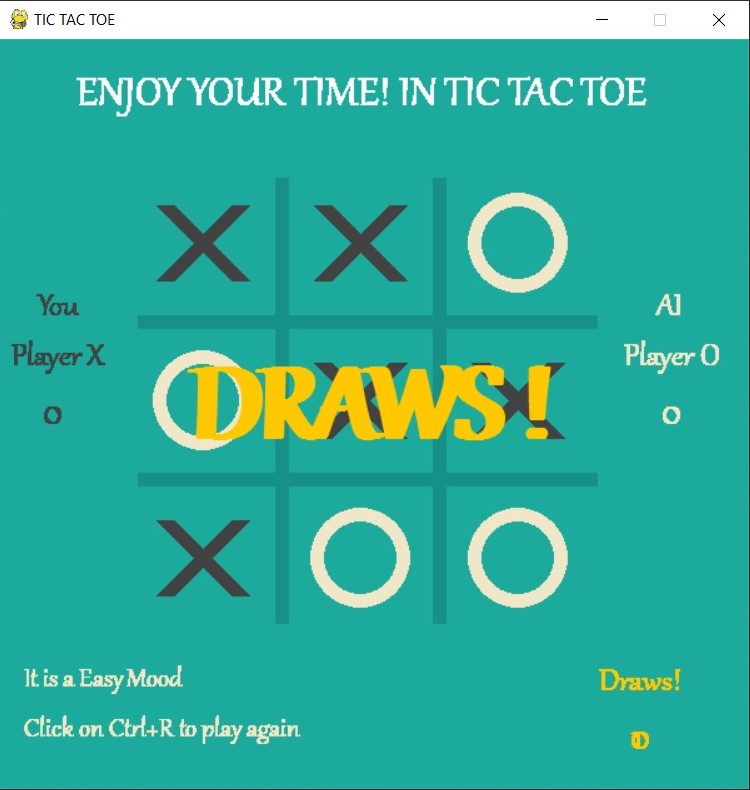 TIC TAC TOE
ENJOY YOUR TIME! IN TIC TAC TOE
X X O
You
AI
Player X
Player O
O DRAWS ! X X
0
0
X O O
It is a Easy Mood
Draws!
Click on Ctrl+R to play again